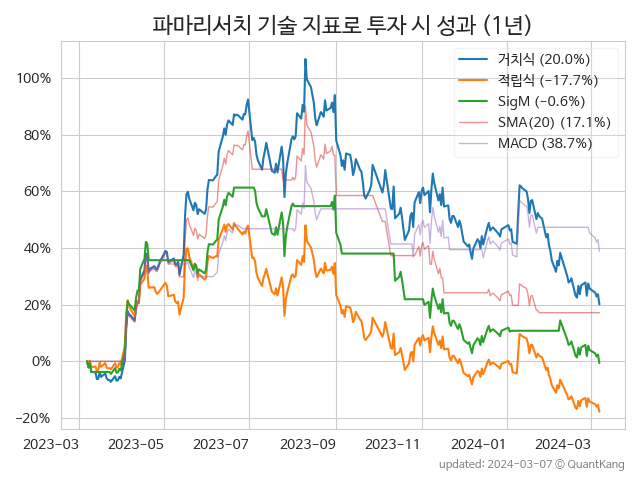 파마리서치 기술 지표로 투자 시 성과 (1년)
거치식 (20.0%)
적립식 (−17.7%)
SigM (−0.6%)
SMA(20) (17.1%)
MACD (38.7%)
100%
80%
60%
40%
20%
0%
−20%
2023-03 2023-05 2023-07 2023-09 2023-11 2024-01 2024-03
updated: 2024-03-07 © QuantKang